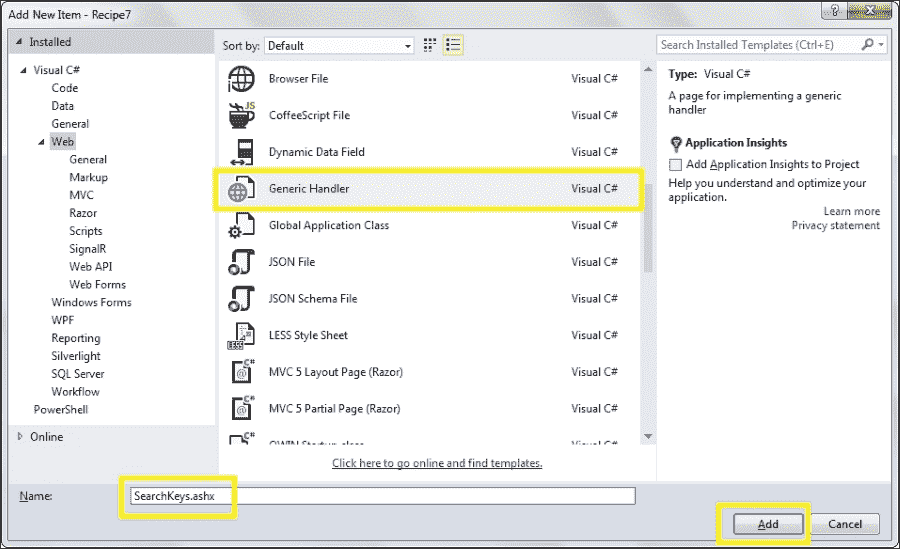 Add New Item - Recipe7
Installed
Sort by: Default
Search Installed Templates (Ctrl+E)
Visual C#
Code
Data
General
Web
General
Markup
MVC
Razor
Scripts
SignalR
Web API
Web Forms
Windows Forms
WPF
Reporting
Silverlight
SQL Server
Workflow
PowerShell
Online
Browser File Visual C#
CoffeeScript File Visual C#
Dynamic Data Field Visual C#
Generic Handler Visual C#
Global Application Class Visual C#
JSON File Visual C#
JSON Schema File Visual C#
LESS Style Sheet Visual C#
MVC 5 Layout Page (Razor) Visual C#
MVC 5 Partial Page (Razor) Visual C#
OWIN Startup class Visual C#
Click here to go online and find templates.
Type: Visual C#
A page for implementing a generic
handler
Application Insights
Add Application Insights to Project
Help you understand and optimize your
application.
Learn more
Privacy statement
Name: SearchKeys.ashx
Add
Cancel